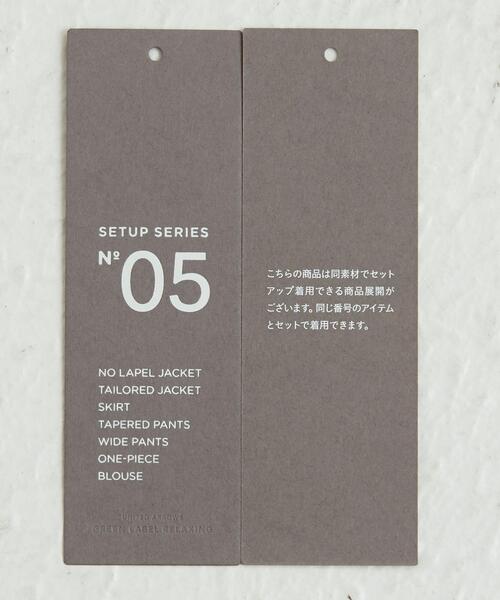 SETUP SERIES
Nº05
NO LAPEL JACKET
TAILORED JACKET
SKIRT
TAPERED PANTS
WIDE PANTS
ONE-PIECE
BLOUSE
UNITED ARROWS
GREEN LABEL RELAXING
こちらの商品は同素材でセット
アップ着用できる商品展開が
ございます。同じ番号のアイテム
とセットで着用できます。